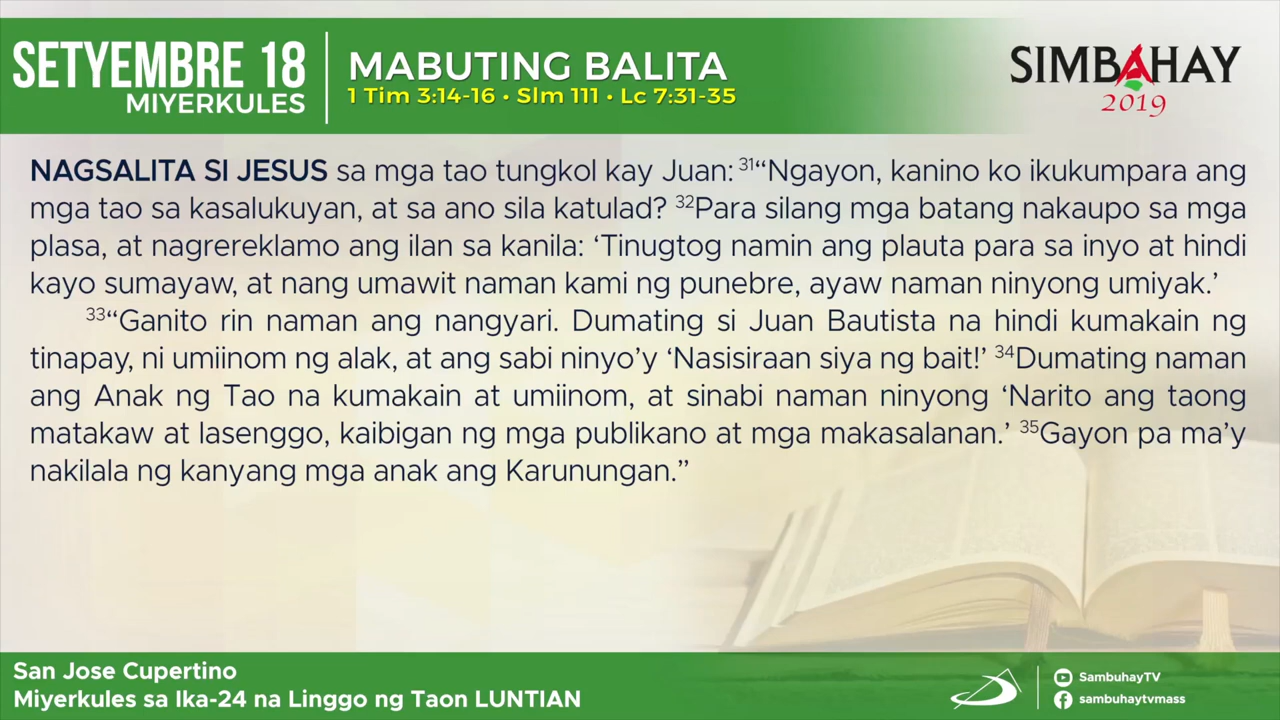 SETYEMBRE 18
MIYERKULES
MABUTING BALITA
1 Tim 3:14-16 • Slm 111 • Lc 7:31-35
SIMBAHAY
2019
NAGSALITA SI JESUS sa mga tao tungkol kay Juan: 31“Ngayon, kanino ko ikukumpara ang
mga tao sa kasalukuyan, at sa ano sila katulad? 32Para silang mga batang nakaupo sa mga
plasa, at nagrereklamo ang ilan sa kanila: ‘Tinugtog namin ang plauta para sa inyo at hindi
kayo sumayaw, at nang umawit naman kami ng punebre, ayaw naman ninyong umiyak.’
33“Ganito rin naman ang nangyari. Dumating si Juan Bautista na hindi kumakain ng
tinapay, ni umiinom ng alak, at ang sabi ninyo’y ‘Nasisiraan siya ng bait!’ 34Dumating naman
ang Anak ng Tao na kumakain at umiinom, at sinabi naman ninyong ‘Narito ang taong
matakaw at lasenggo, kaibigan ng mga publikano at mga makasalanan.’ 35Gayon pa ma’y
nakilala ng kanyang mga anak ang Karunungan.”
San Jose Cupertino
Miyerkules sa Ika-24 na Linggo ng Taon LUNTIAN
SambuhayTV
sambuhaytvmass